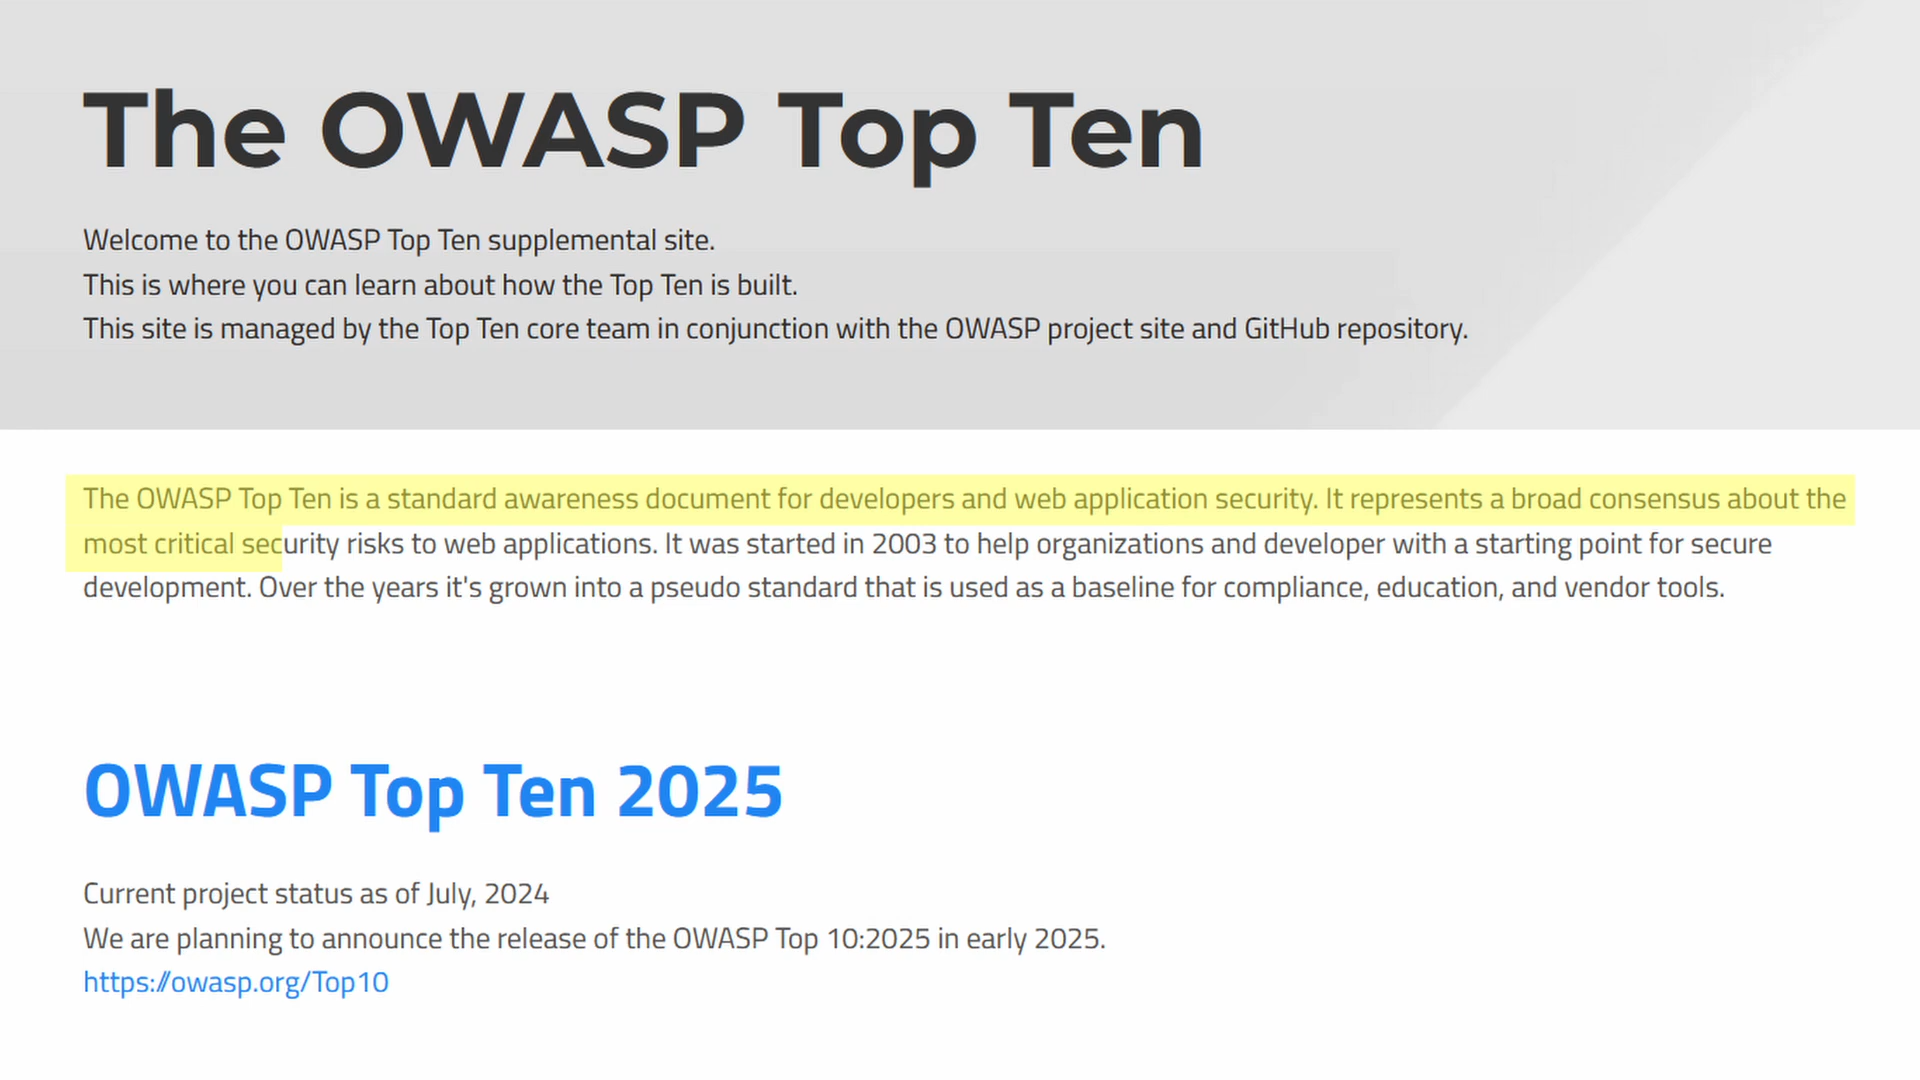 The OWASP Top Ten
Welcome to the OWASP Top Ten supplemental site.
This is where you can learn about how the Top Ten is built.
This site is managed by the Top Ten core team in conjunction with the OWASP project site and GitHub repository.
The OWASP Top Ten is a standard awareness document for developers and web application security. It represents a broad consensus about the
most critical security risks to web applications. It was started in 2003 to help organizations and developer with a starting point for secure
development. Over the years it's grown into a pseudo standard that is used as a baseline for compliance, education, and vendor tools.
OWASP Top Ten 2025
Current project status as of July, 2024
We are planning to announce the release of the OWASP Top 10:2025 in early 2025.
https://owasp.org/Top10